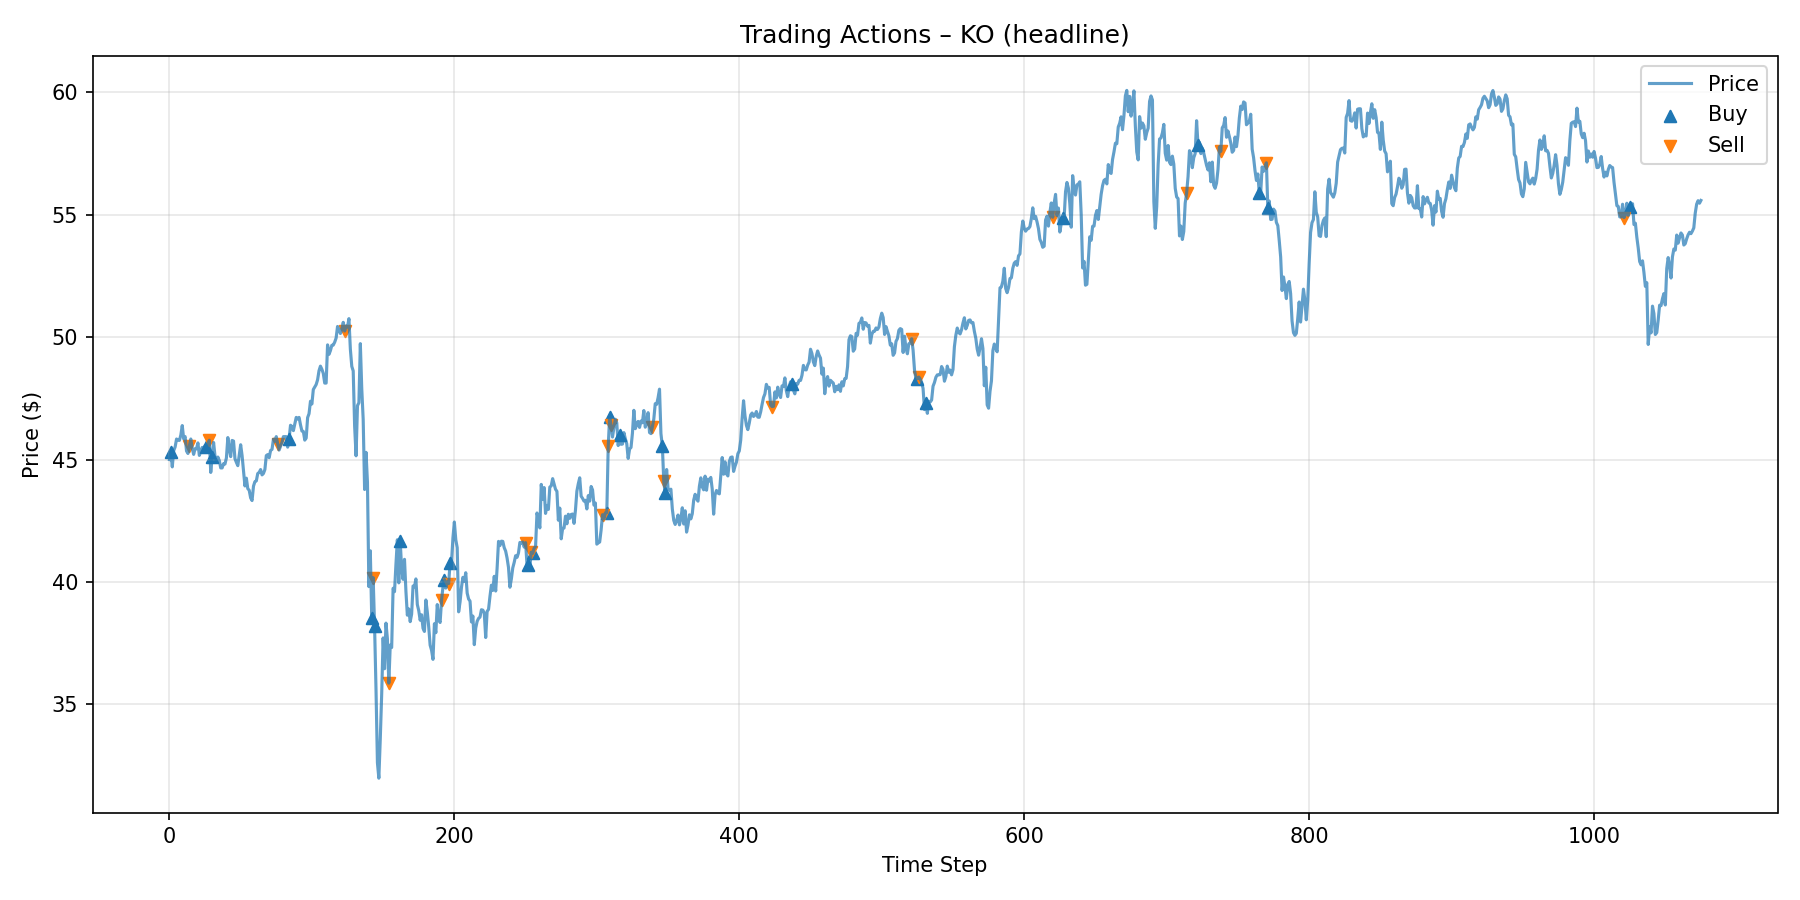 Trading Actions – KO (headline)
Price
Buy
Sell
60
55
50
45
40
35
Price ($)
0
200
400
600
800
1000
Time Step